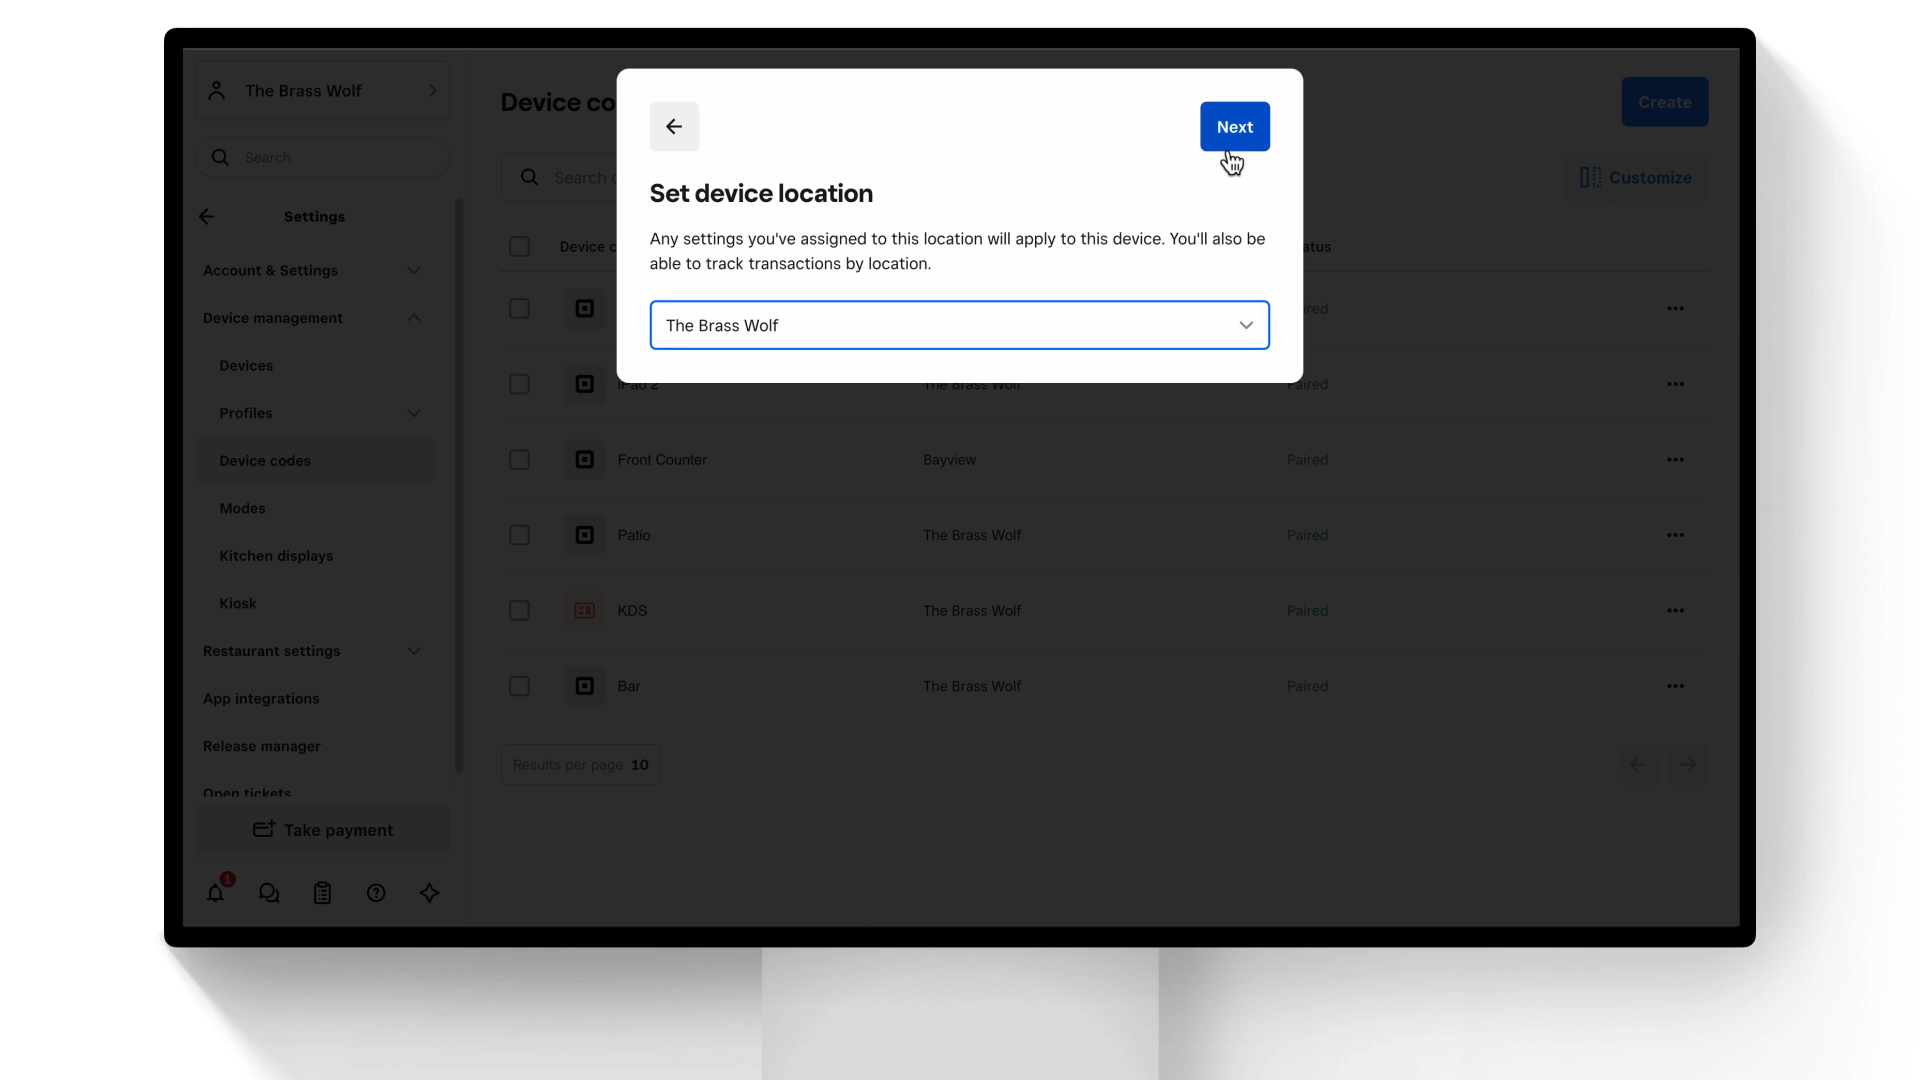 The Brass Wolf
Search
Settings
Account & Settings
Device management
Devices
Profiles
Device codes
Modes
Kitchen displays
Kiosk
Restaurant settings
App integrations
Release manager
Open tickets
Take payment
1
Device co
Create
Search
Customize
Device c
atus
ired
iPad 2 The Brass Wolf Paired
Front Counter Bayview Paired
Patio The Brass Wolf Paired
KDS The Brass Wolf Paired
Bar The Brass Wolf Paired
Results per page 10
Next
Set device location
Any settings you've assigned to this location will apply to this device. You'll also be
able to track transactions by location.
The Brass Wolf